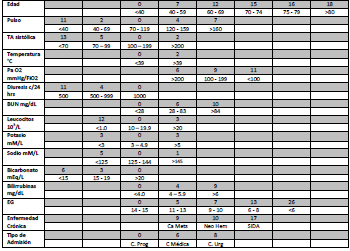 Edad 0 7 12 15 16 18
<40 40 - 59 60 - 69 70 - 74 75 - 79 >80
Pulso 11 2 0 4 7
<40 40 - 69 70 - 119 120 - 159 >160
TA sistólica 13 5 0 2
<70 70 – 99 100 – 199 >200
Temperatura °C 0 3
<39 >39
Pa O2 mmHg/FiO2 6 9 11
>200 100 - 199 <100
Diuresis c/24 hrs 11 4 0
500 500 - 999 1000
BUN mg/dl. 0 6 10
<28 28 - 83 >84
Leucocitos 10³/L 12 0 3
<1.0 10 – 19.9 >20
Potasio mM/L 3 0 3
<3 3 – 4.9 >5
Sodio mM/L 5 0 1
<125 125 - 144 >145
Bicarbonato mEq/L 6 3 0
<15 15 - 19 >20
Bilirrubinas mg/dL 0 4 9
<4.0 4 – 5.9 >6
EG 0 5 7 13 26
14 - 15 11 - 13 9 - 10 6 - 8 <6
Enfermedad Crónica 9 10 17
Ca Mets Neo Hem SIDA
Tipo de Admisión 0 6 8
C. Prog C Médica C. Urg